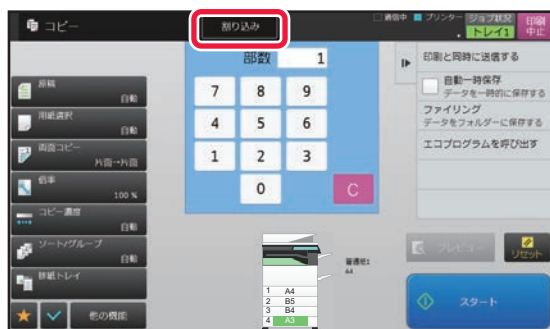 コピー
割り込み
通信中
プリンター
ジョブ状況
トレイ1
印刷
中止
部数 1
原稿
自動
用紙選択
自動
両面コピー
片面→片面
倍率
100 %
コピー濃度
自動
ソート/グループ
自動
排紙トレイ
他の機能
7 8 9
4 5 6
1 2 3
0 C
普通紙1
A4
1 A4
2 B5
3 B4
4 A3
印刷と同時に送信する
自動一時保存
データを一時的に保存する
ファイリング
データをフォルダーに保存する
エコプログラムを呼び出す
プレビュー
リセット
スタート